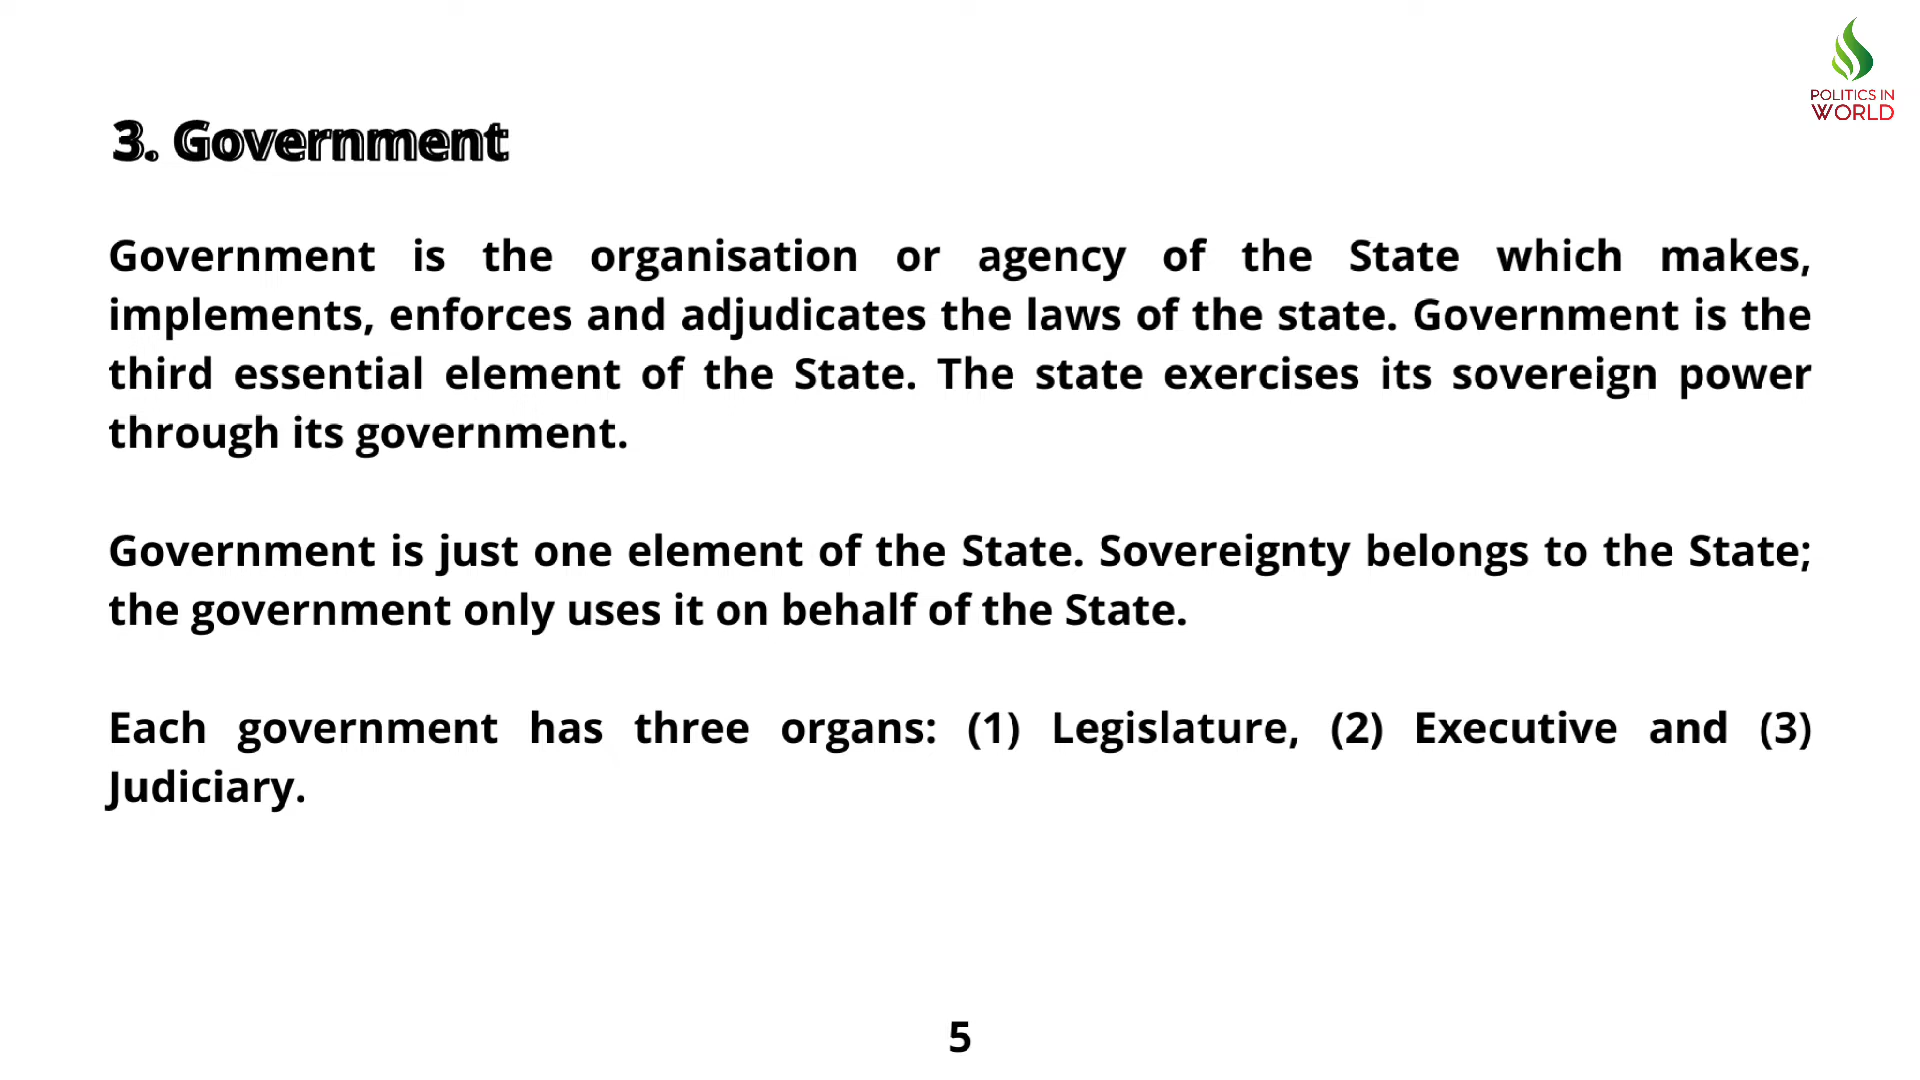 POLITICS IN
WORLD
3. Government
Government is the organisation or agency of the State which makes,
implements, enforces and adjudicates the laws of the state. Government is the
third essential element of the State. The state exercises its sovereign power
through its government.
Government is just one element of the State. Sovereignty belongs to the State;
the government only uses it on behalf of the State.
Each government has three organs: (1) Legislature, (2) Executive and (3)
Judiciary.
5